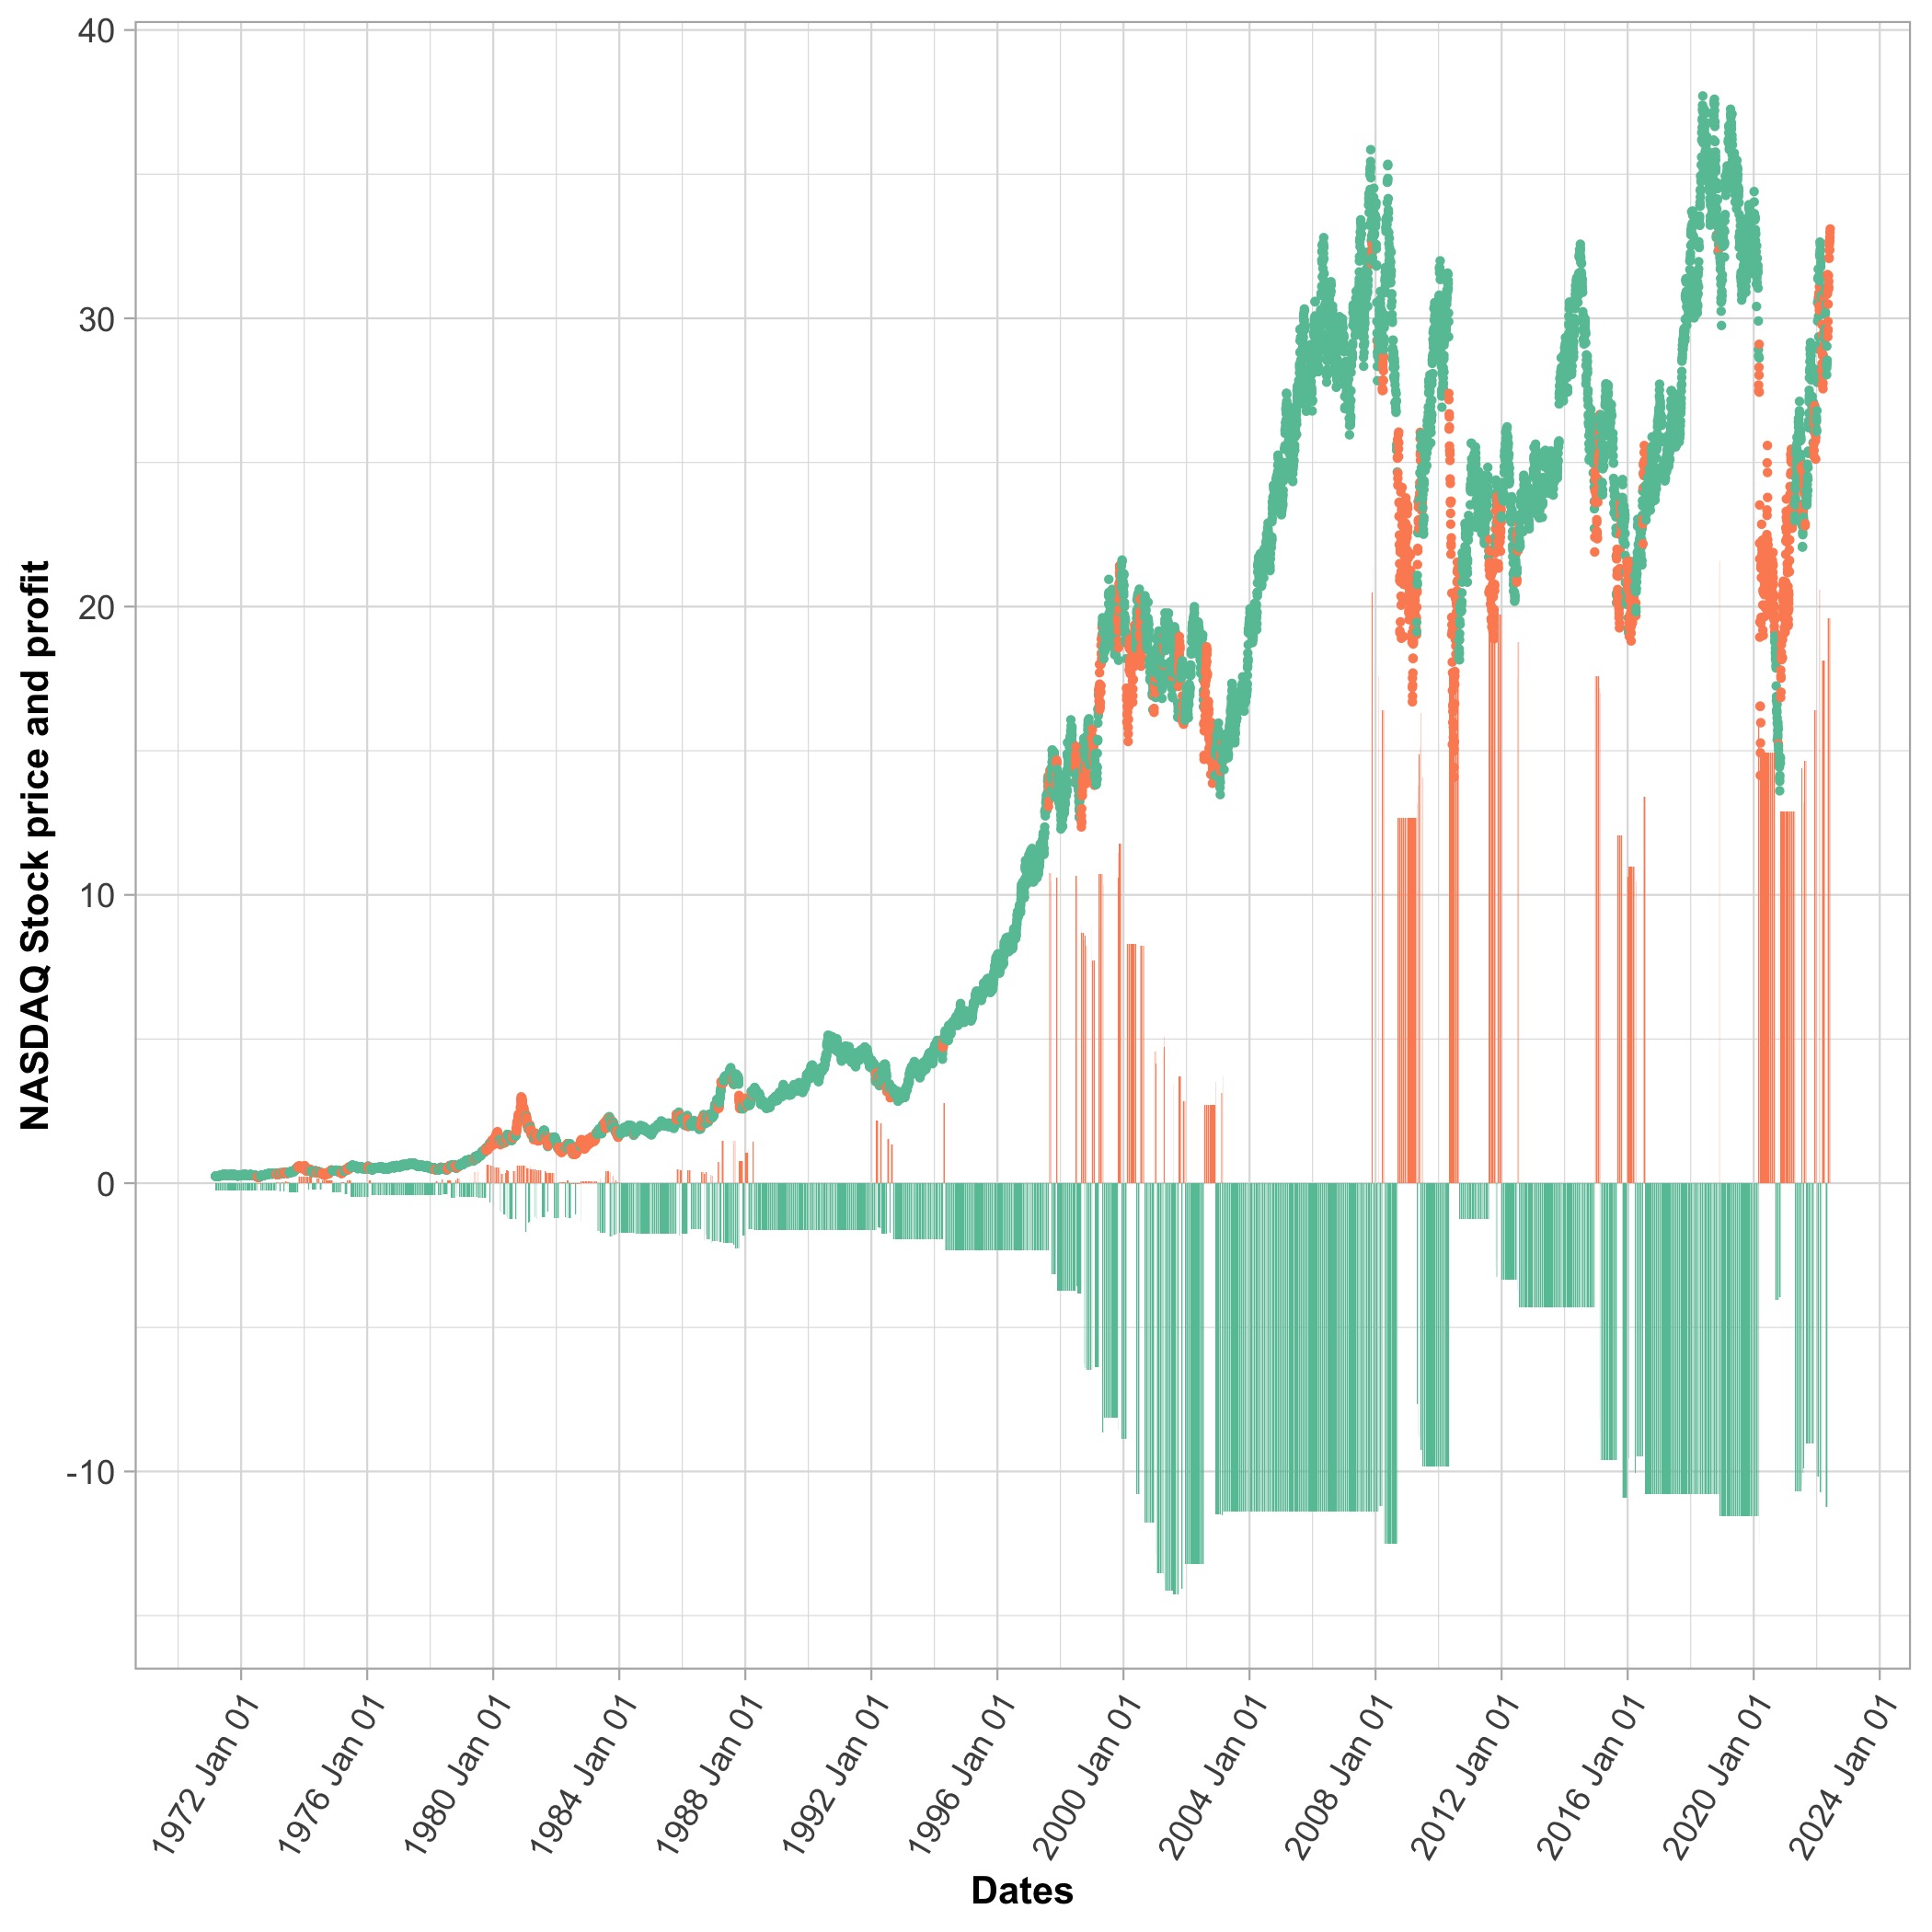 NASDAQ Stock price and profit
40
30
20
10
0
-10
1972 Jan 01
1976 Jan 01
1980 Jan 01
1984 Jan 01
1988 Jan 01
1992 Jan 01
1996 Jan 01
2000 Jan 01
2004 Jan 01
2008 Jan 01
2012 Jan 01
2016 Jan 01
2020 Jan 01
2024 Jan 01
Dates